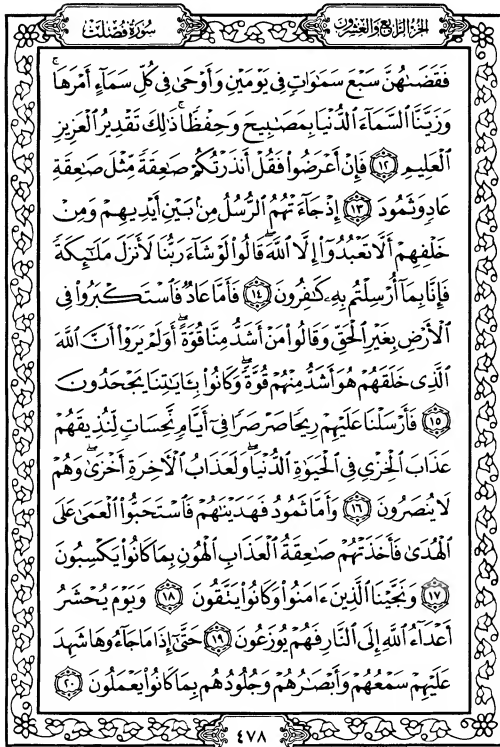 الجزء الرابع والعشرون
سورة فصلت
فَقَضَىٰهُنَّ سَبْعَ سَمَٰوَاتٍ فِى يَوْمَيْنِ وَأَوْحَىٰ فِى كُلِّ سَمَآءٍ أَمْرَهَا ۚ
وَزَيَّنَّا ٱلسَّمَآءَ ٱلدُّنْيَا بِمَصَٰبِيحَ وَحِفْظًا ۚ ذَٰلِكَ تَقْدِيرُ ٱلْعَزِيزِ
ٱلْعَلِيمِ ١٢ فَإِنْ أَعْرَضُوا۟ فَقُلْ أَنذَرْتُكُمْ صَٰعِقَةً مِّثْلَ صَٰعِقَةِ
عَادٍ وَثَمُودَ ١٣ إِذْ جَآءَتْهُمُ ٱلرُّسُلُ مِنۢ بَيْنِ أَيْدِيهِمْ وَمِنْ
خَلْفِهِمْ أَلَّا تَعْبُدُوٓا۟ إِلَّا ٱللَّهَ ۖ قَالُوا۟ لَوْ شَآءَ رَبُّنَا لَأَنزَلَ مَلَٰٓئِكَةً
فَإِنَّا بِمَآ أُرْسِلْتُم بِهِۦ كَٰفِرُونَ ١٤ فَأَمَّا عَادٌ فَٱسْتَكْبَرُوا۟ فِى
ٱلْأَرْضِ بِغَيْرِ ٱلْحَقِّ وَقَالُوا۟ مَنْ أَشَدُّ مِنَّا قُوَّةً ۖ أَوَلَمْ يَرَوْا۟ أَنَّ ٱللَّهَ
ٱلَّذِى خَلَقَهُمْ هُوَ أَشَدُّ مِنْهُمْ قُوَّةً ۖ وَكَانُوا۟ بِـَٔايَٰتِنَا يَجْحَدُونَ
١٥ فَأَرْسَلْنَا عَلَيْهِمْ رِيحًا صَرْصَرًا فِىٓ أَيَّامٍ نَّحِسَاتٍ لِّنُذِيقَهُمْ
عَذَابَ ٱلْخِزْىِ فِى ٱلْحَيَوٰةِ ٱلدُّنْيَا ۖ وَلَعَذَابُ ٱلْءَاخِرَةِ أَخْزَىٰ ۖ وَهُمْ
لَا يُنصَرُونَ ١٦ وَأَمَّا ثَمُودُ فَهَدَيْنَٰهُمْ فَٱسْتَحَبُّوا۟ ٱلْعَمَىٰ عَلَى
ٱلْهُدَىٰ فَأَخَذَتْهُمْ صَٰعِقَةُ ٱلْعَذَابِ ٱلْهُونِ بِمَا كَانُوا۟ يَكْسِبُونَ
١٧ وَنَجَّيْنَا ٱلَّذِينَ ءَامَنُوا۟ وَكَانُوا۟ يَتَّقُونَ ١٨ وَيَوْمَ يُحْشَرُ
أَعْدَآءُ ٱللَّهِ إِلَى ٱلنَّارِ فَهُمْ يُوزَعُونَ ١٩ حَتَّىٰٓ إِذَا مَا جَآءُوهَا شَهِدَ
عَلَيْهِمْ سَمْعُهُمْ وَأَبْصَٰرُهُمْ وَجُلُودُهُم بِمَا كَانُوا۟ يَعْمَلُونَ ٢٠
٤٧٨